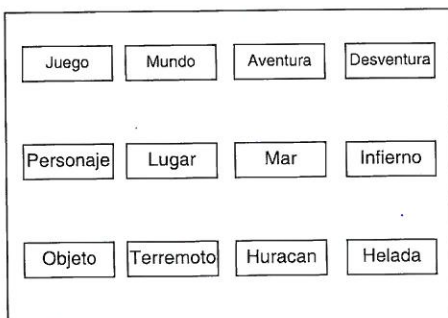 Juego Mundo Aventura Desventura
Personaje Lugar Mar Infierno
Objeto Terremoto Huracan Helada